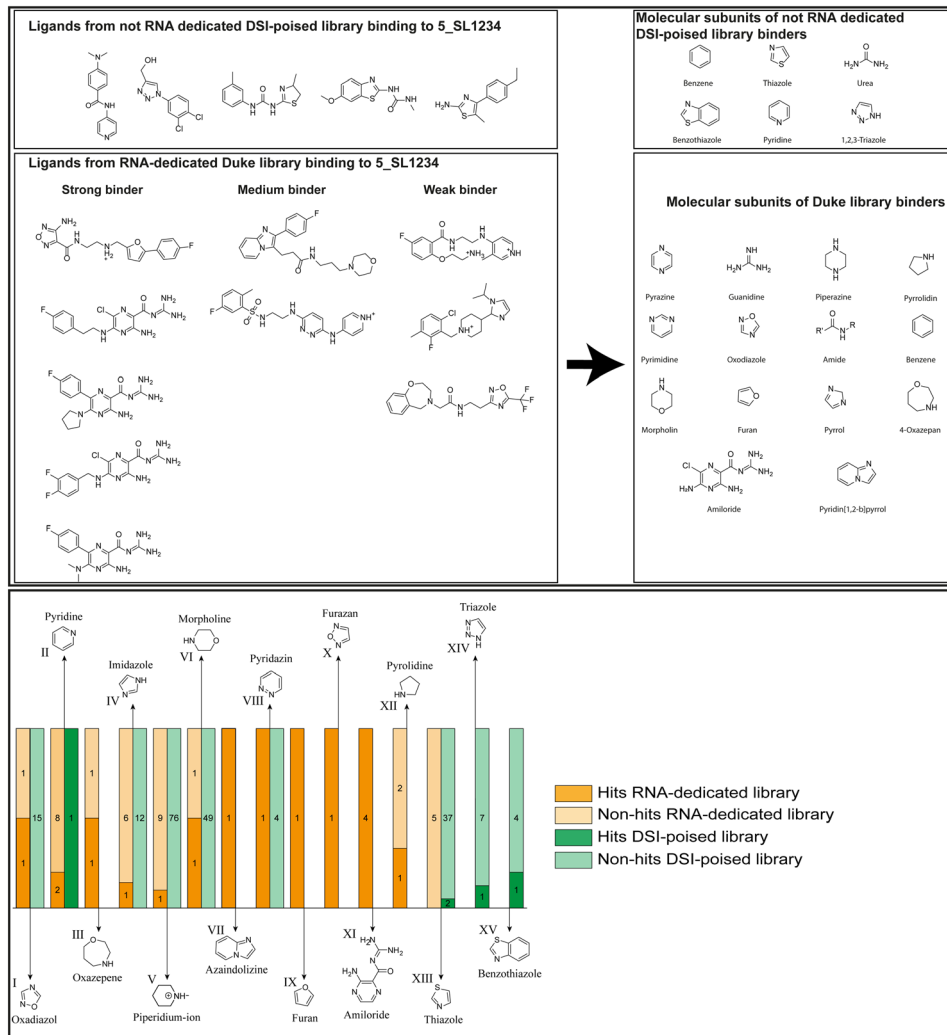 Ligands from not RNA dedicated DSI-poised library binding to 5_SL1234
Molecular subunits of not RNA dedicated
DSI-poised library binders
Benzene
Thiazole
Urea
Benzothiazole
Pyridine
1,2,3-Triazole
Ligands from RNA-dedicated Duke library binding to 5_SL1234
Strong binder
Medium binder
Weak binder
Molecular subunits of Duke library binders
Pyrazine
Guanidine
Piperazine
Pyrrolidin
Pyrimidine
Oxodiazole
Amide
Benzene
Morpholin
Furan
Pyrrol
4-Oxazepan
Amiloride
Pyridin[1,2-b]pyrrol
Pyridine
II
Imidazole
IV
Morpholine
VI
Pyridazin
VIII
Furazan
X
Pyrolidine
XII
Triazole
XIV
1
1
15
8
2
1
1
1
6
1
12
9
1
76
1
1
49
1
1
4
1
1
4
2
1
5
37
2
7
1
4
1
Hits RNA-dedicated library
Non-hits RNA-dedicated library
Hits DSI-poised library
Non-hits DSI-poised library
I
Oxadiazol
III
Oxazepene
V
Piperidium-ion
VII
Azaindolizine
IX
Furan
XI
Amiloride
XIII
Thiazole
XV
Benzothiazole